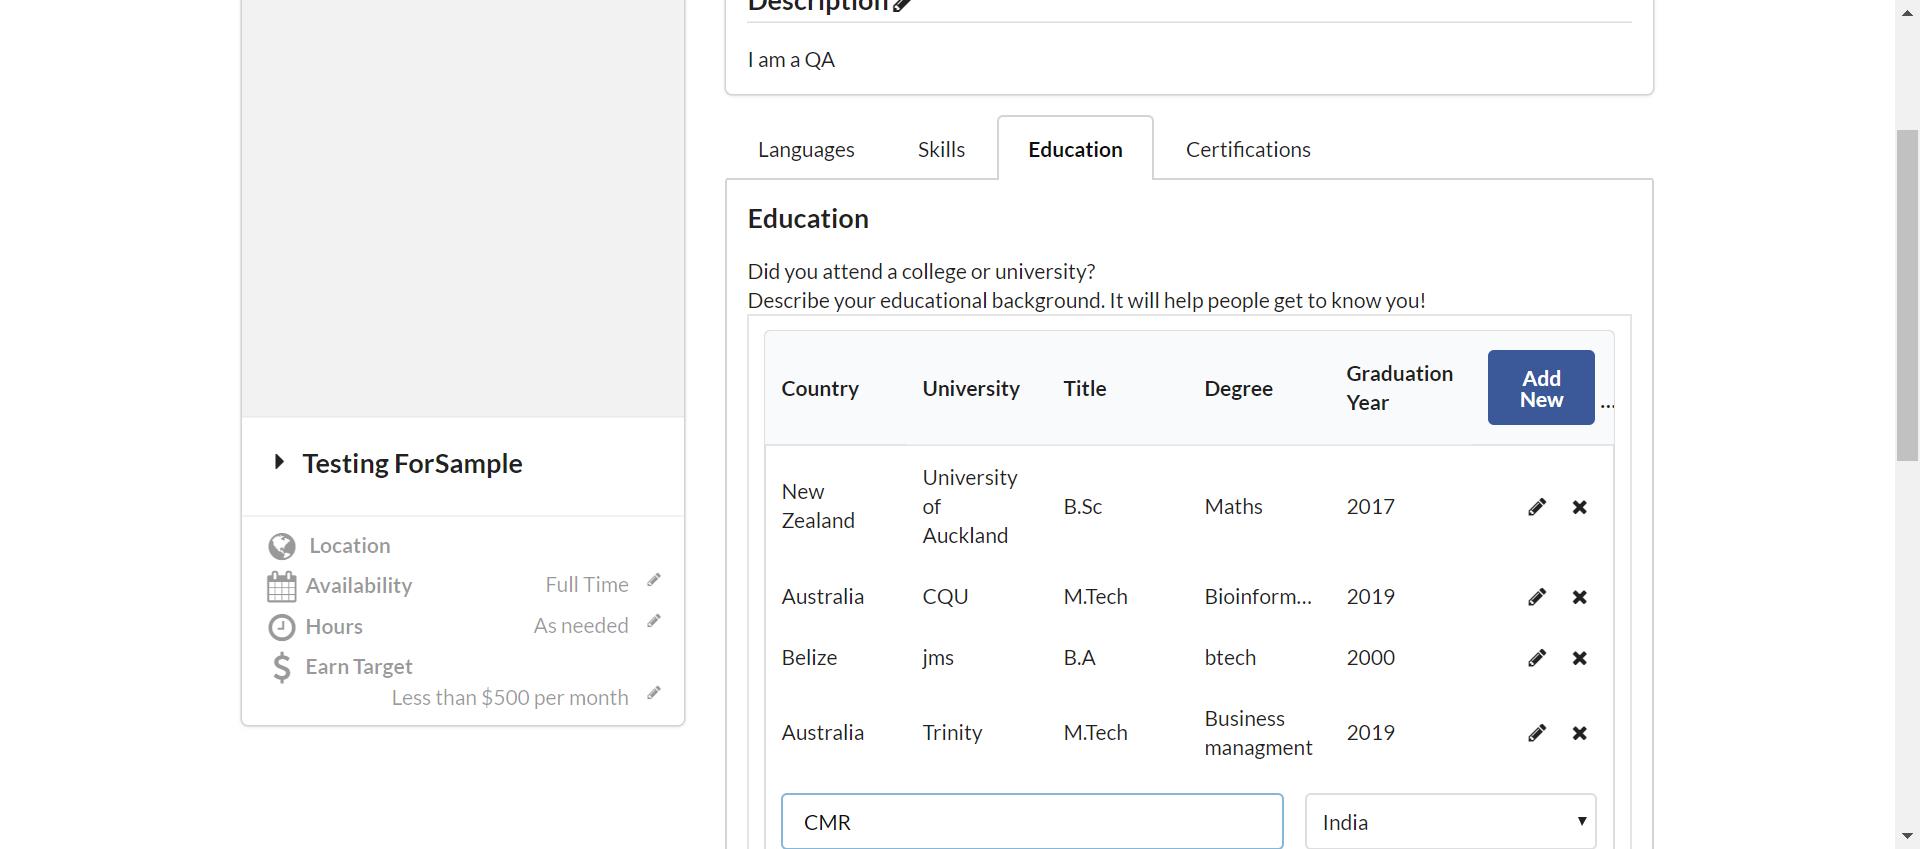 Description
I am a QA
Languages Skills Education Certifications
Education
Did you attend a college or university?
Describe your educational background. It will help people get to know you!
Country University Title Degree Graduation Year Add New ...
New Zealand University of Auckland B.Sc Maths 2017
Australia CQU M.Tech Bioinform... 2019
Belize jms B.A btech 2000
Australia Trinity M.Tech Business managment 2019
CMR India
Testing ForSample
Location
Availability Full Time
Hours As needed
Earn Target
Less than $500 per month